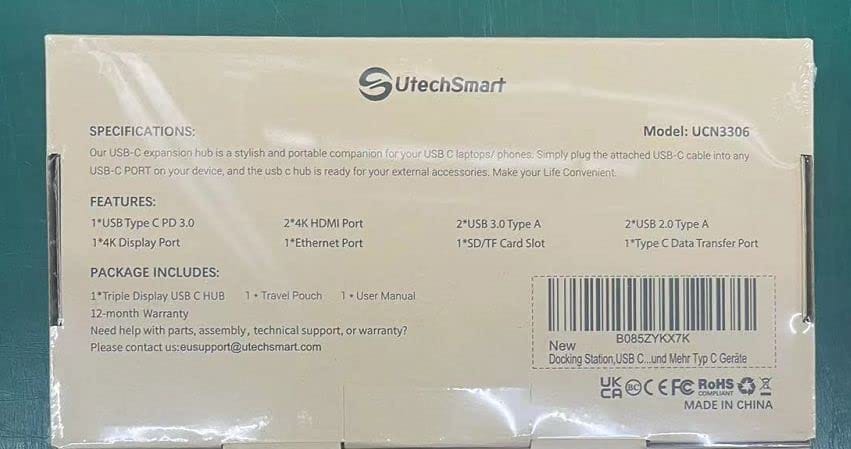 UtechSmart
SPECIFICATIONS:
Model: UCN3306
Our USB-C expansion hub is a stylish and portable companion for your USB C laptops/ phones. Simply plug the attached USB-C cable into any
USB-C PORT on your device, and the usb c hub is ready for your external accessories. Make your Life Convenient.
FEATURES:
1*USB Type C PD 3.0 2*4K HDMI Port 2*USB 3.0 Type A 2*USB 2.0 Type A
1*4K Display Port 1*Ethernet Port 1*SD/TF Card Slot 1*Type C Data Transfer Port
PACKAGE INCLUDES:
1*Triple Display USB C HUB 1 * Travel Pouch 1 * User Manual
12-month Warranty
Need help with parts, assembly, technical support, or warranty?
Please contact us:eusupport@utechsmart.com
B085ZYKX7K
New
Docking Station,USB C...und Mehr Typ C Geräte
UK CA BC CE FC RoHS
COMPLIANT
MADE IN CHINA